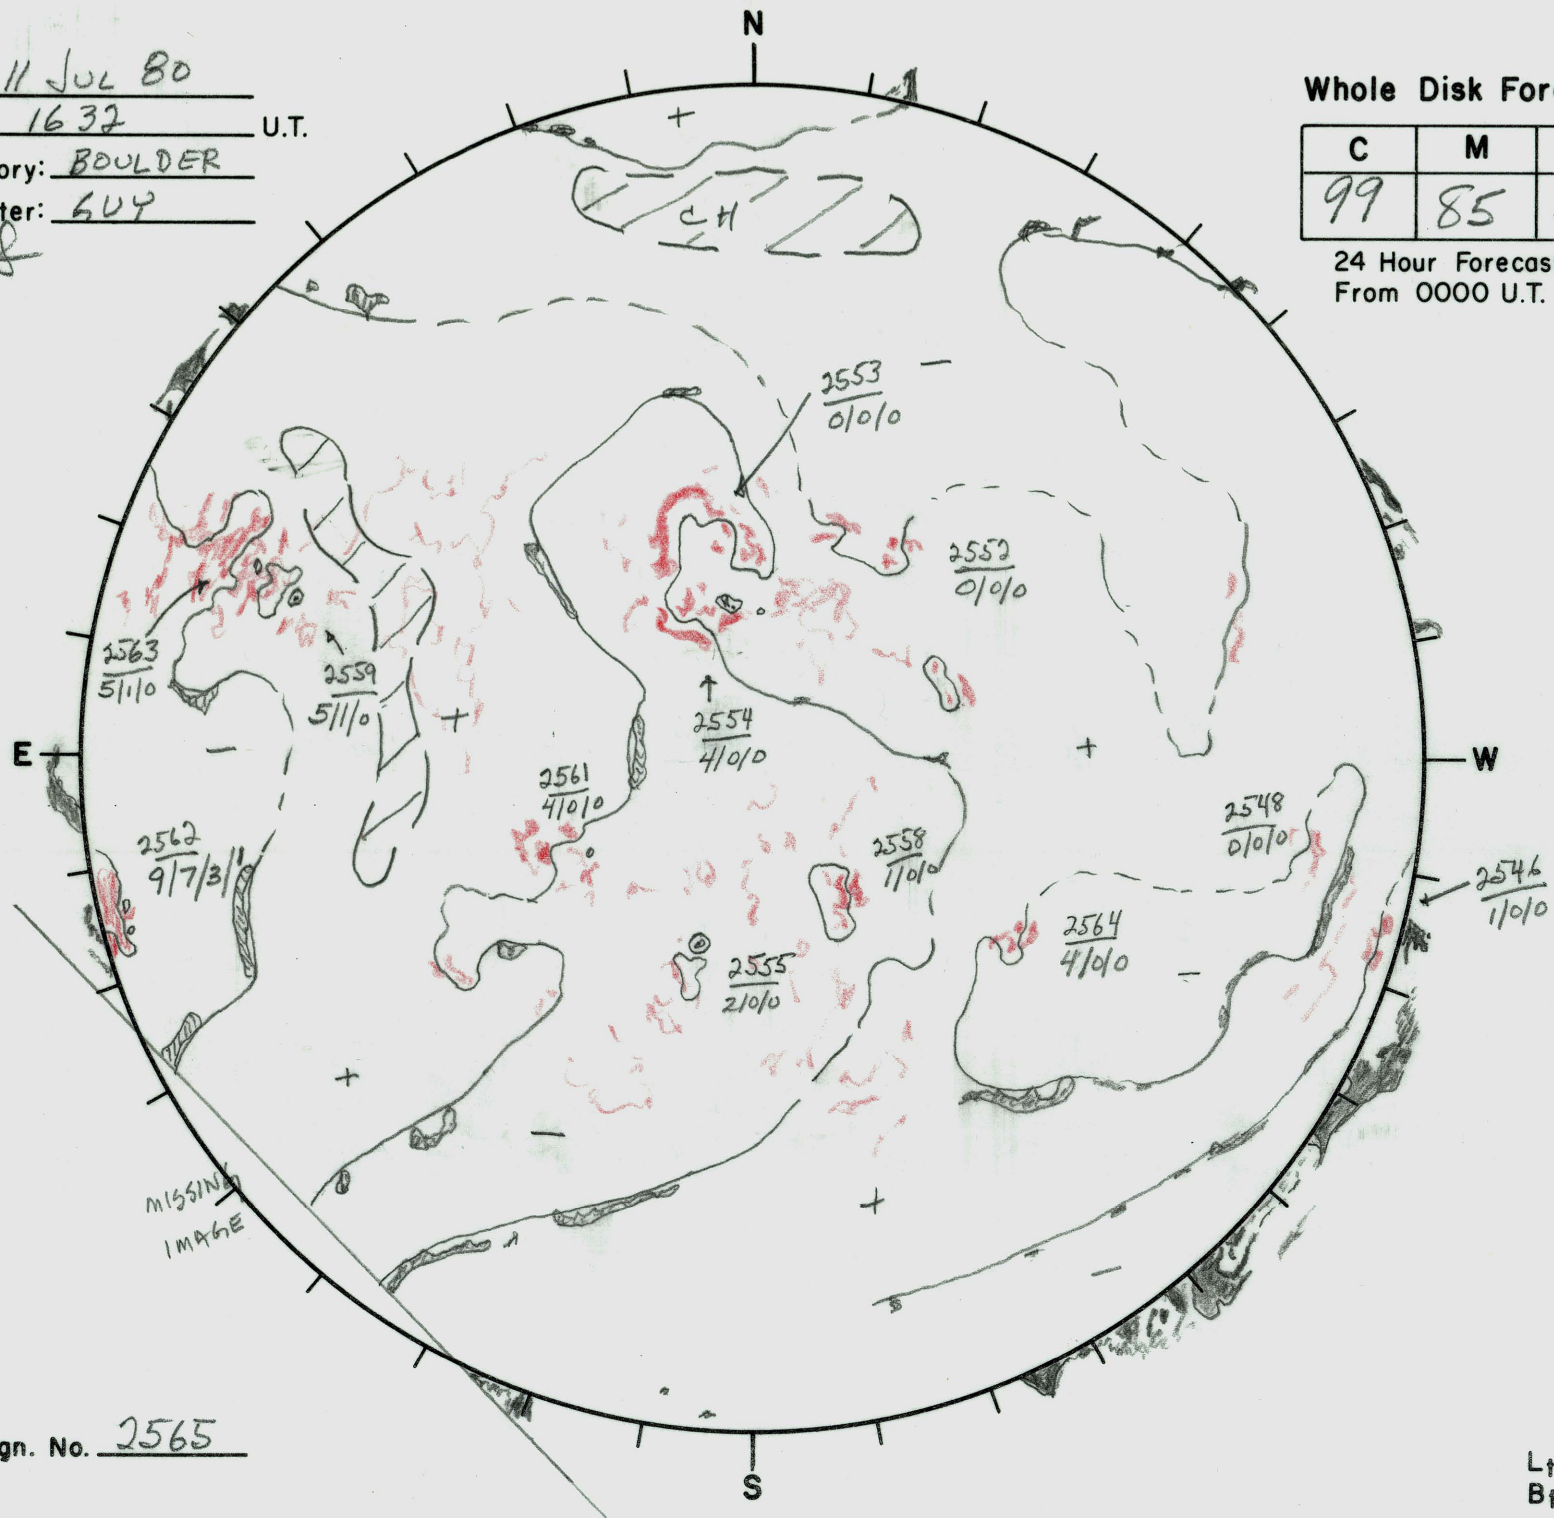 N
11 JUL 80
1632 U.T.
ory: BOULDER
ter: GUY
Whole Disk For
C M
99 85
24 Hour Forecas
From 0000 U.T.
+
CH
2553
0/0/0
—
2552
0/0/0
2563
5/1/0
2559
5/1/0
+
2554
4/0/0
E
—
+
W
2561
4/0/0
2548
0/0/0
2562
9/7/3/1
2558
1/0/0
2546
1/0/0
2564
4/0/0
2555
2/0/0
—
+
—
MISSING
IMAGE
+
—
gn. No. 2565
S
Lt
Bt